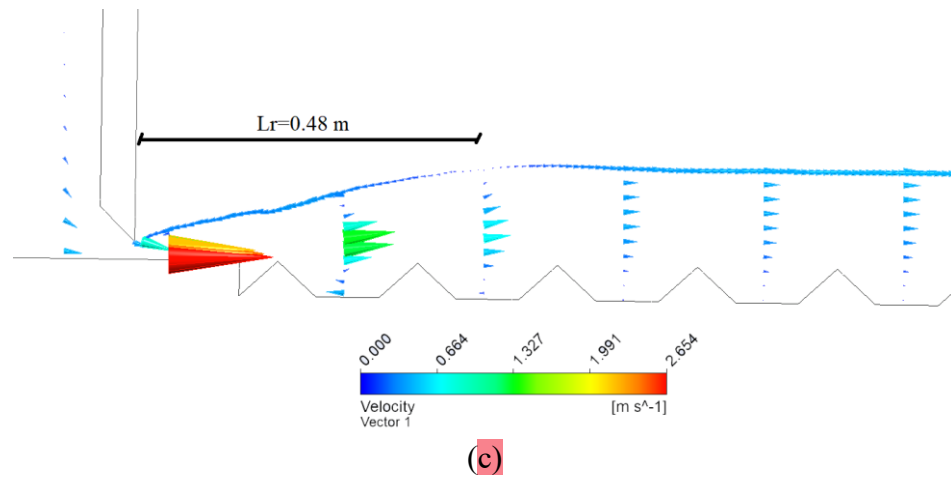 Lr=0.48 m
0.000
0.664
1.327
1.991
2.654
Velocity
[m s^-1]
Vector 1
(c)